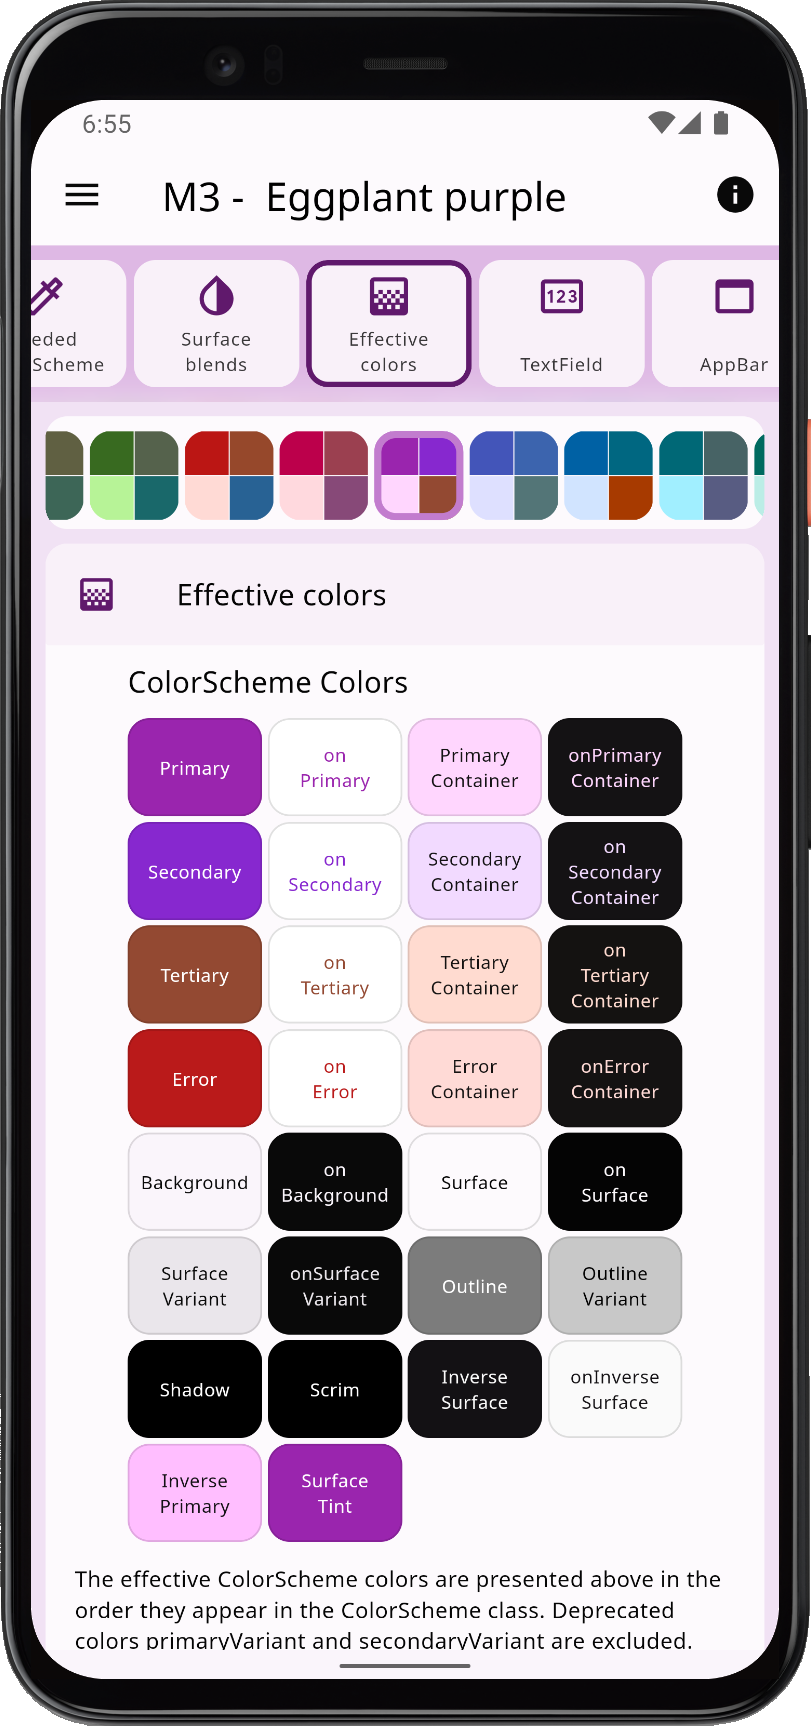 6:55
M3 -  Eggplant purple
eded
Scheme
Surface
blends
Effective
colors
123
TextField
AppBar
Effective colors
ColorScheme Colors
Primary
on
Primary
Primary
Container
onPrimary
Container
Secondary
on
Secondary
Secondary
Container
on
Secondary
Container
Tertiary
on
Tertiary
Tertiary
Container
on
Tertiary
Container
Error
on
Error
Error
Container
onError
Container
Background
on
Background
Surface
on
Surface
Surface
Variant
onSurface
Variant
Outline
Outline
Variant
Shadow
Scrim
Inverse
Surface
onInverse
Surface
Inverse
Primary
Surface
Tint
The effective ColorScheme colors are presented above in the
order they appear in the ColorScheme class. Deprecated
colors primaryVariant and secondaryVariant are excluded.